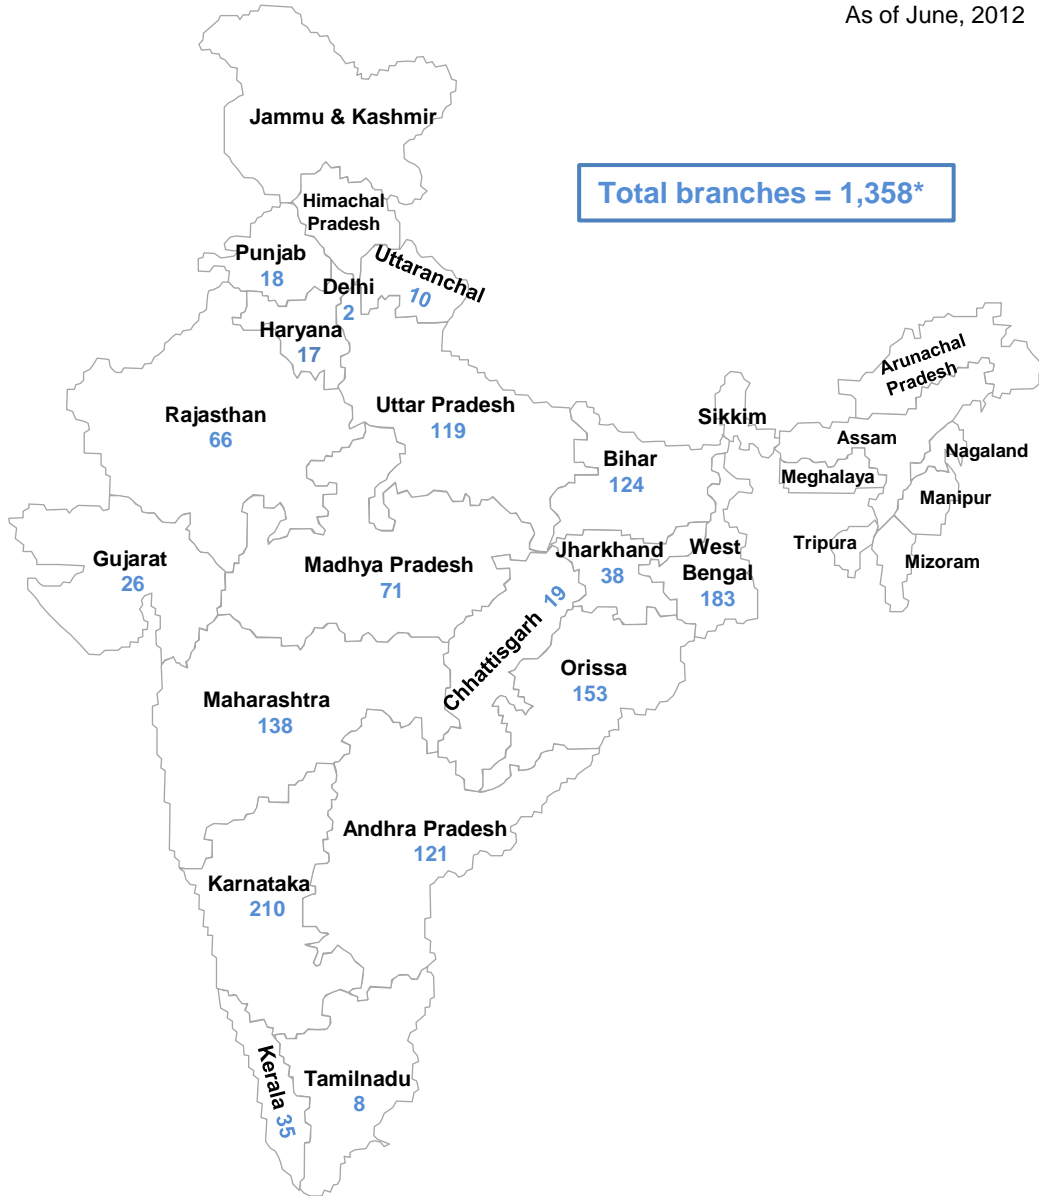 As of June, 2012
Jammu & Kashmir
Total branches = 1,358*
Himachal
Pradesh
Punjab
18
Uttaranchal
10
Delhi
2
Haryana
17
Arunachal
Pradesh
Rajasthan
66
Uttar Pradesh
119
Sikkim
Assam
Nagaland
Bihar
124
Meghalaya
Manipur
Gujarat
26
Madhya Pradesh
71
Jharkhand
38
West
Bengal
183
Tripura
Mizoram
Chhattisgarh 19
Orissa
153
Maharashtra
138
Andhra Pradesh
121
Karnataka
210
Kerala 35
Tamilnadu
8